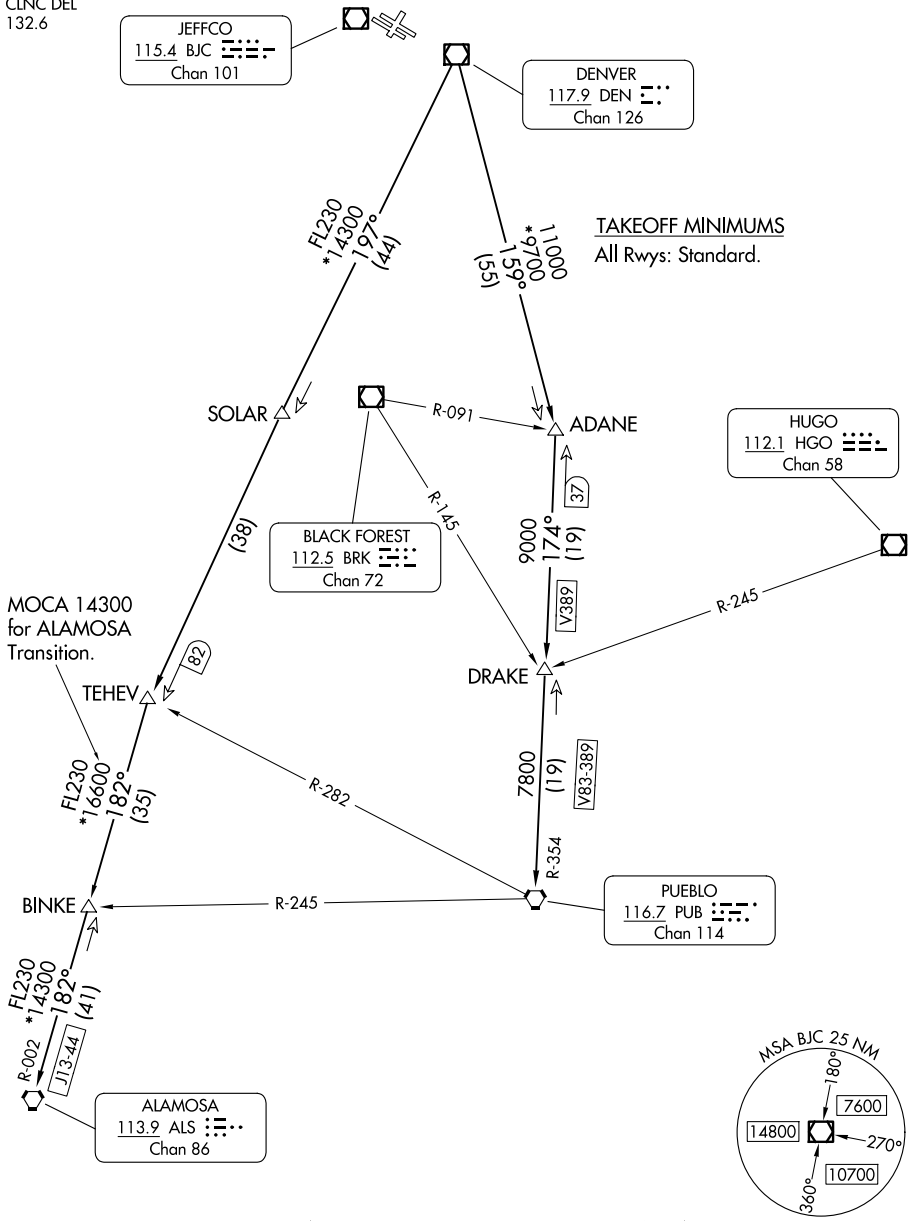 CLNC DEL
132.6
JEFFCO
115.4 BJC
Chan 101
DENVER
117.9 DEN
Chan 126
FL230
*14300
197°
(44)
11000
*9700
159°
(55)
TAKEOFF MINIMUMS
All Rwys: Standard.
SOLAR
R-091
ADANE
HUGO
112.1 HGO
Chan 58
37
(38)
R-145
BLACK FOREST
112.5 BRK
Chan 72
9000
174°
(19)
V389
R-245
MOCA 14300
for ALAMOSA
Transition.
82
TEHEV
DRAKE
FL230
*16600
182°
(35)
R-282
7800
(19)
V83-389
R-354
BINKE
R-245
PUEBLO
116.7 PUB
Chan 114
FL230
*14300
182°
(41)
R-002
J13-44
ALAMOSA
113.9 ALS
Chan 86
MSA BJC 25 NM
180°
7600
14800
270°
10700
360°